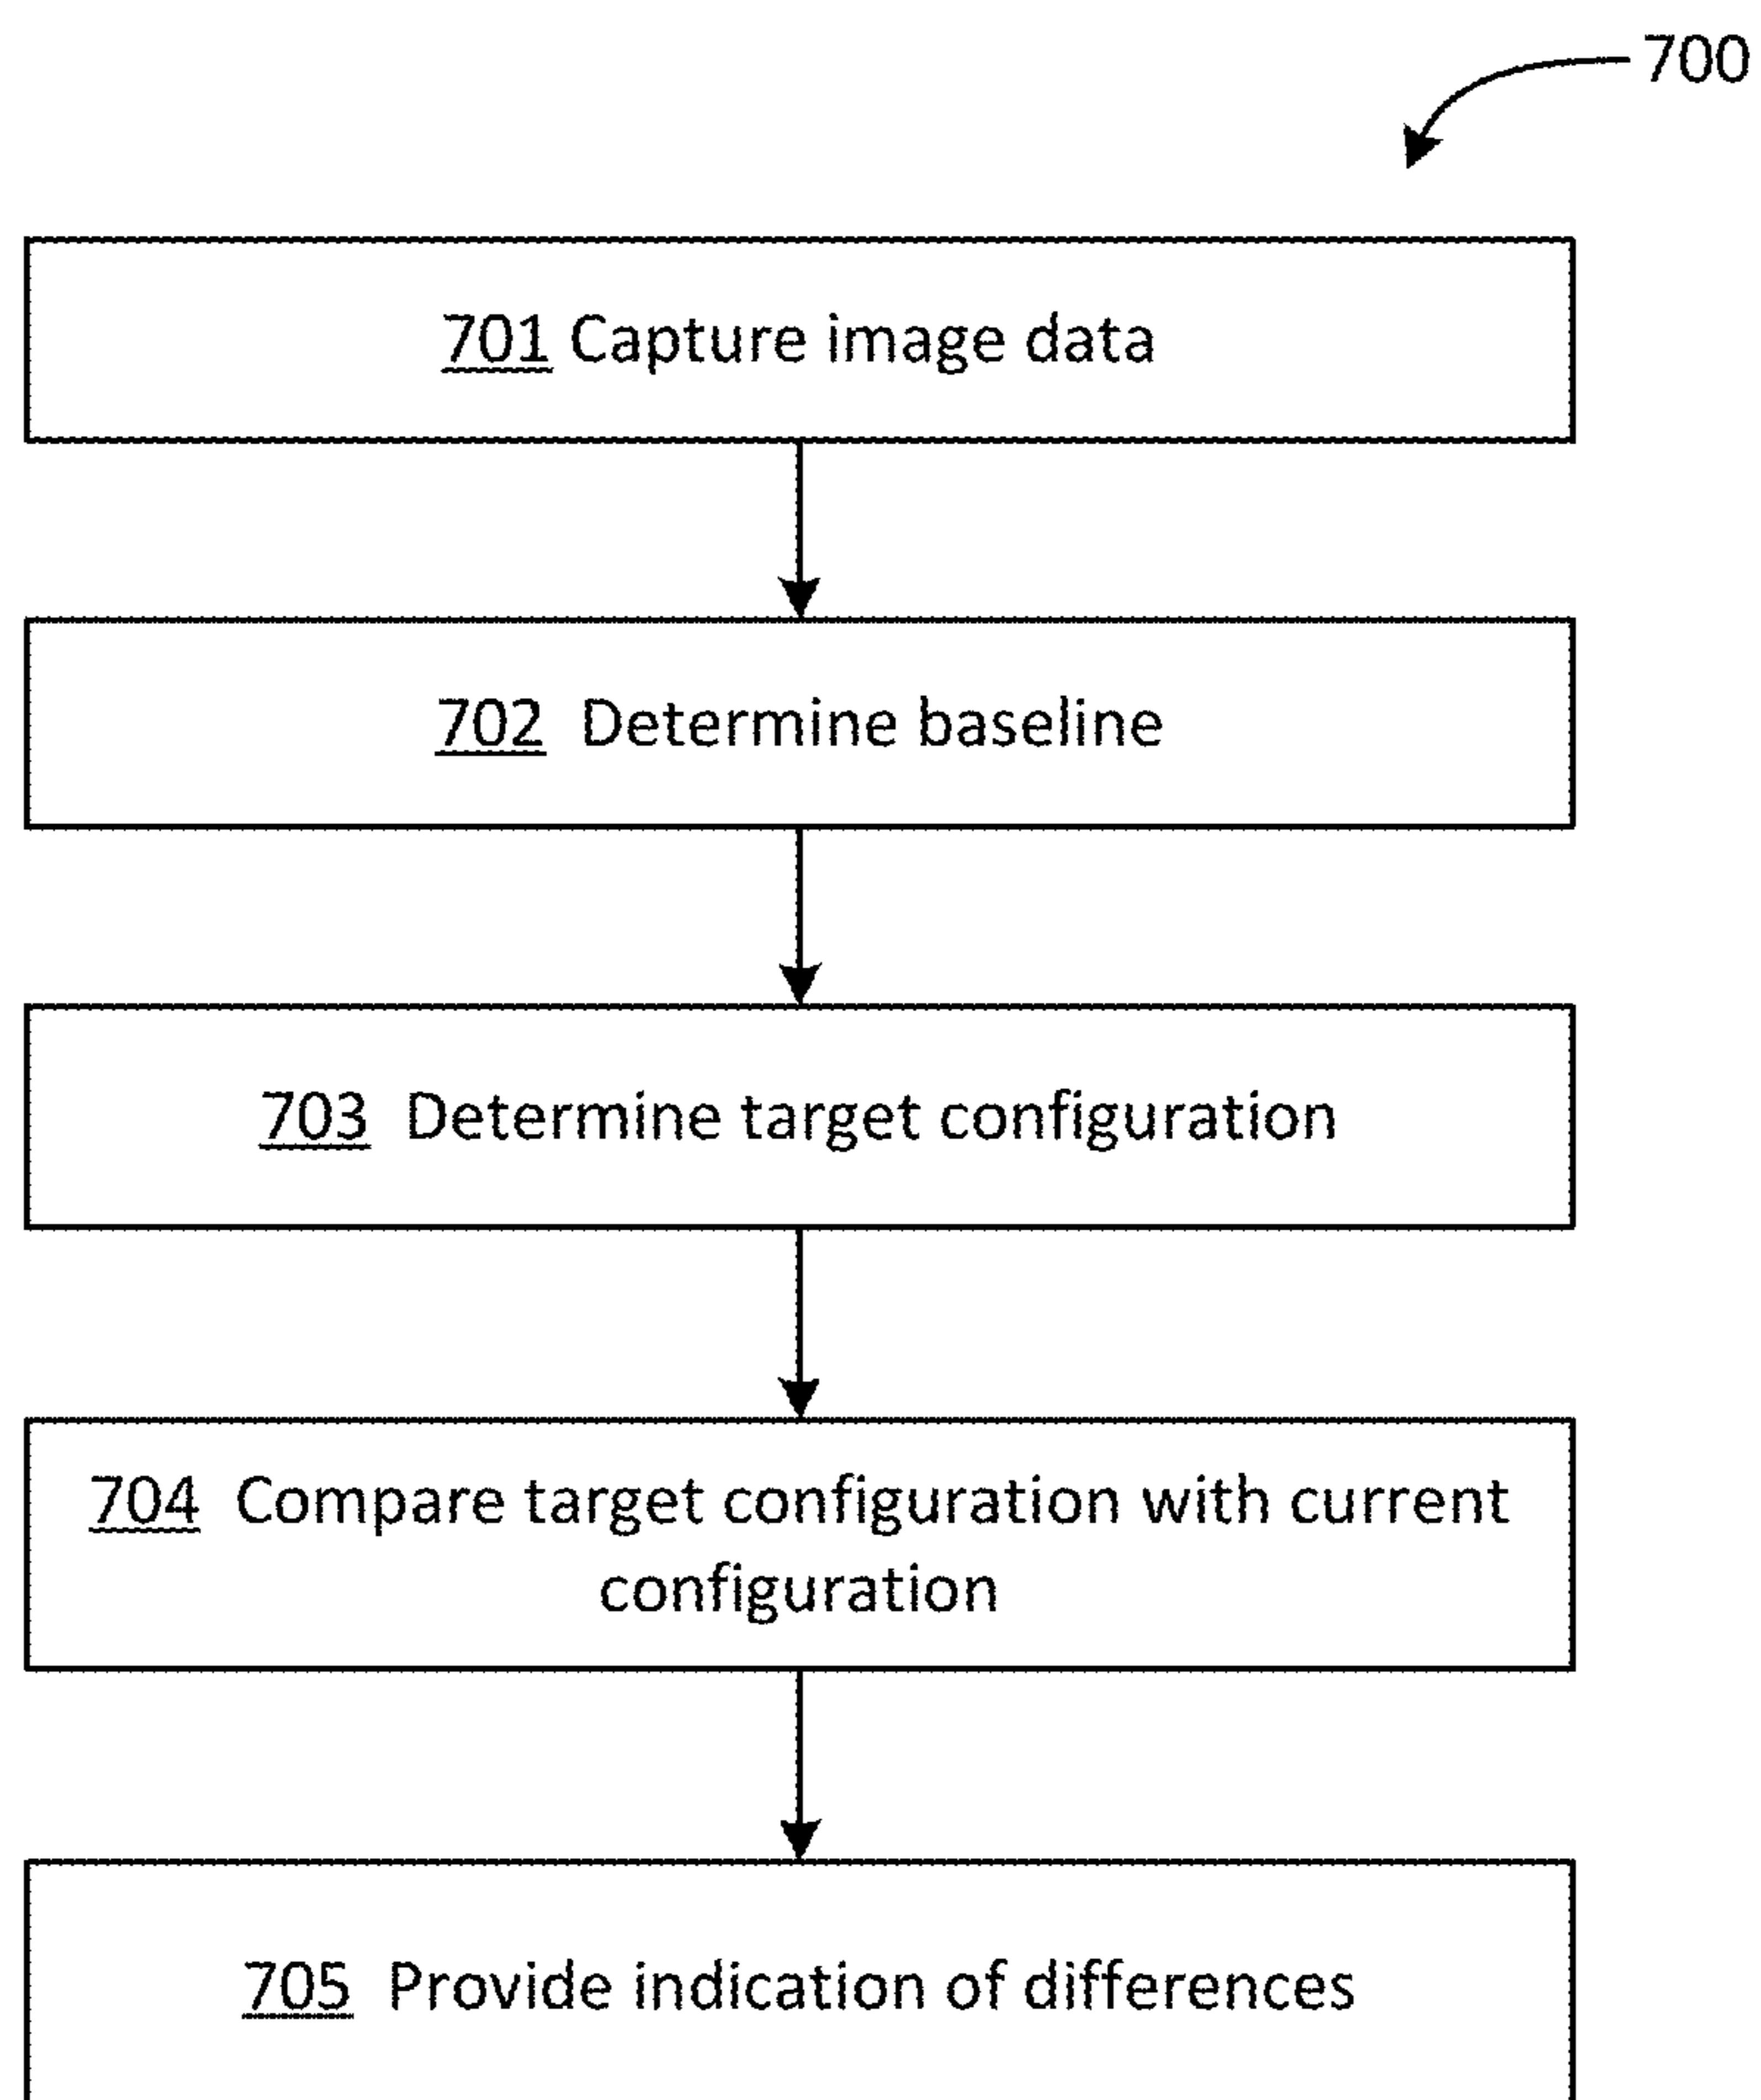 700
701 Capture image data
702 Determine baseline
703 Determine target configuration
704 Compare target configuration with current
configuration
705 Provide indication of differences